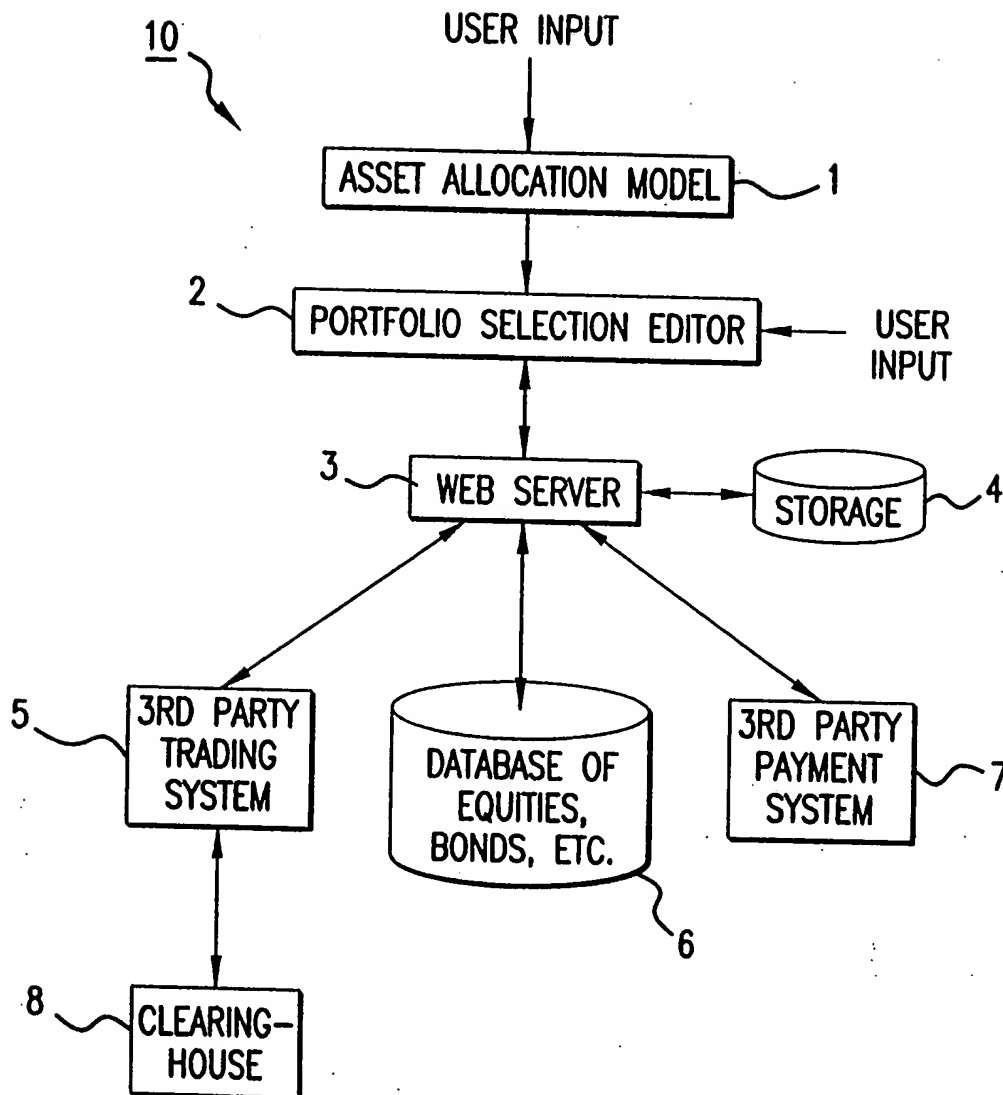 10
USER INPUT
ASSET ALLOCATION MODEL
1
2
PORTFOLIO SELECTION EDITOR
USER
INPUT
3
WEB SERVER
STORAGE
4
5
3RD PARTY
TRADING
SYSTEM
DATABASE OF
EQUITIES,
BONDS, ETC.
6
3RD PARTY
PAYMENT
SYSTEM
7
8
CLEARING-
HOUSE